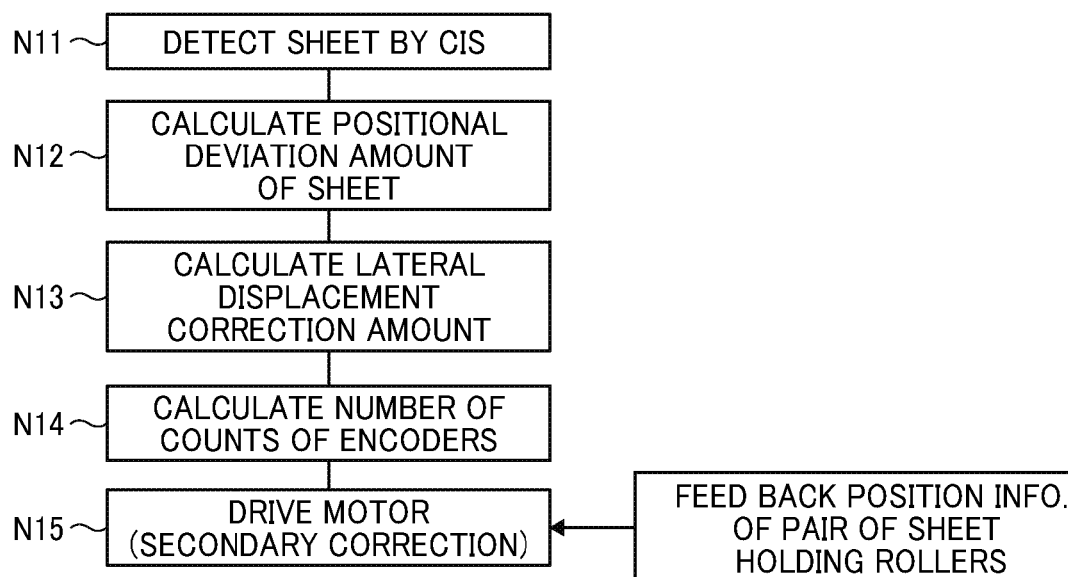 N11
DETECT SHEET BY CIS
N12
CALCULATE POSITIONAL
DEVIATION AMOUNT
OF SHEET
N13
CALCULATE LATERAL
DISPLACEMENT
CORRECTION AMOUNT
N14
CALCULATE NUMBER OF
COUNTS OF ENCODERS
N15
DRIVE MOTOR
(SECONDARY CORRECTION)
FEED BACK POSITION INFO.
OF PAIR OF SHEET
HOLDING ROLLERS